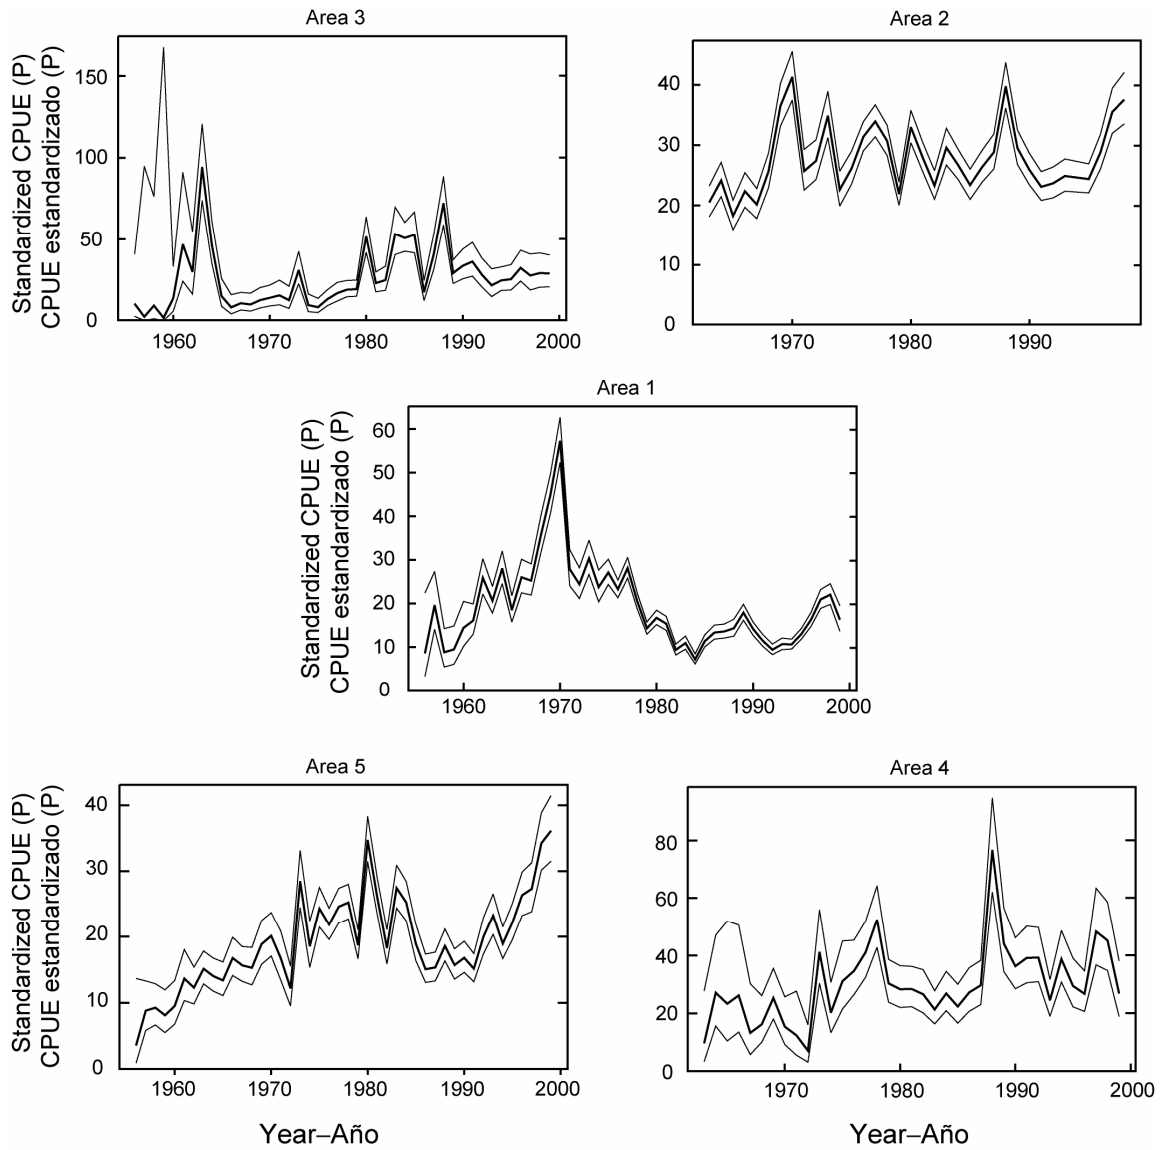 Area 3
Standardized CPUE (P)
CPUE estandarizado (P)
150
100
50
0
1960 1970 1980 1990 2000
Area 2
40
30
20
10
0
1970 1980 1990
Area 1
Standardized CPUE (P)
CPUE estandarizado (P)
60
50
40
30
20
10
0
1960 1970 1980 1990 2000
Area 5
Standardized CPUE (P)
CPUE estandarizado (P)
40
30
20
10
0
1960 1970 1980 1990 2000
Year–Año
Area 4
80
60
40
20
0
1970 1980 1990 2000
Year–Año